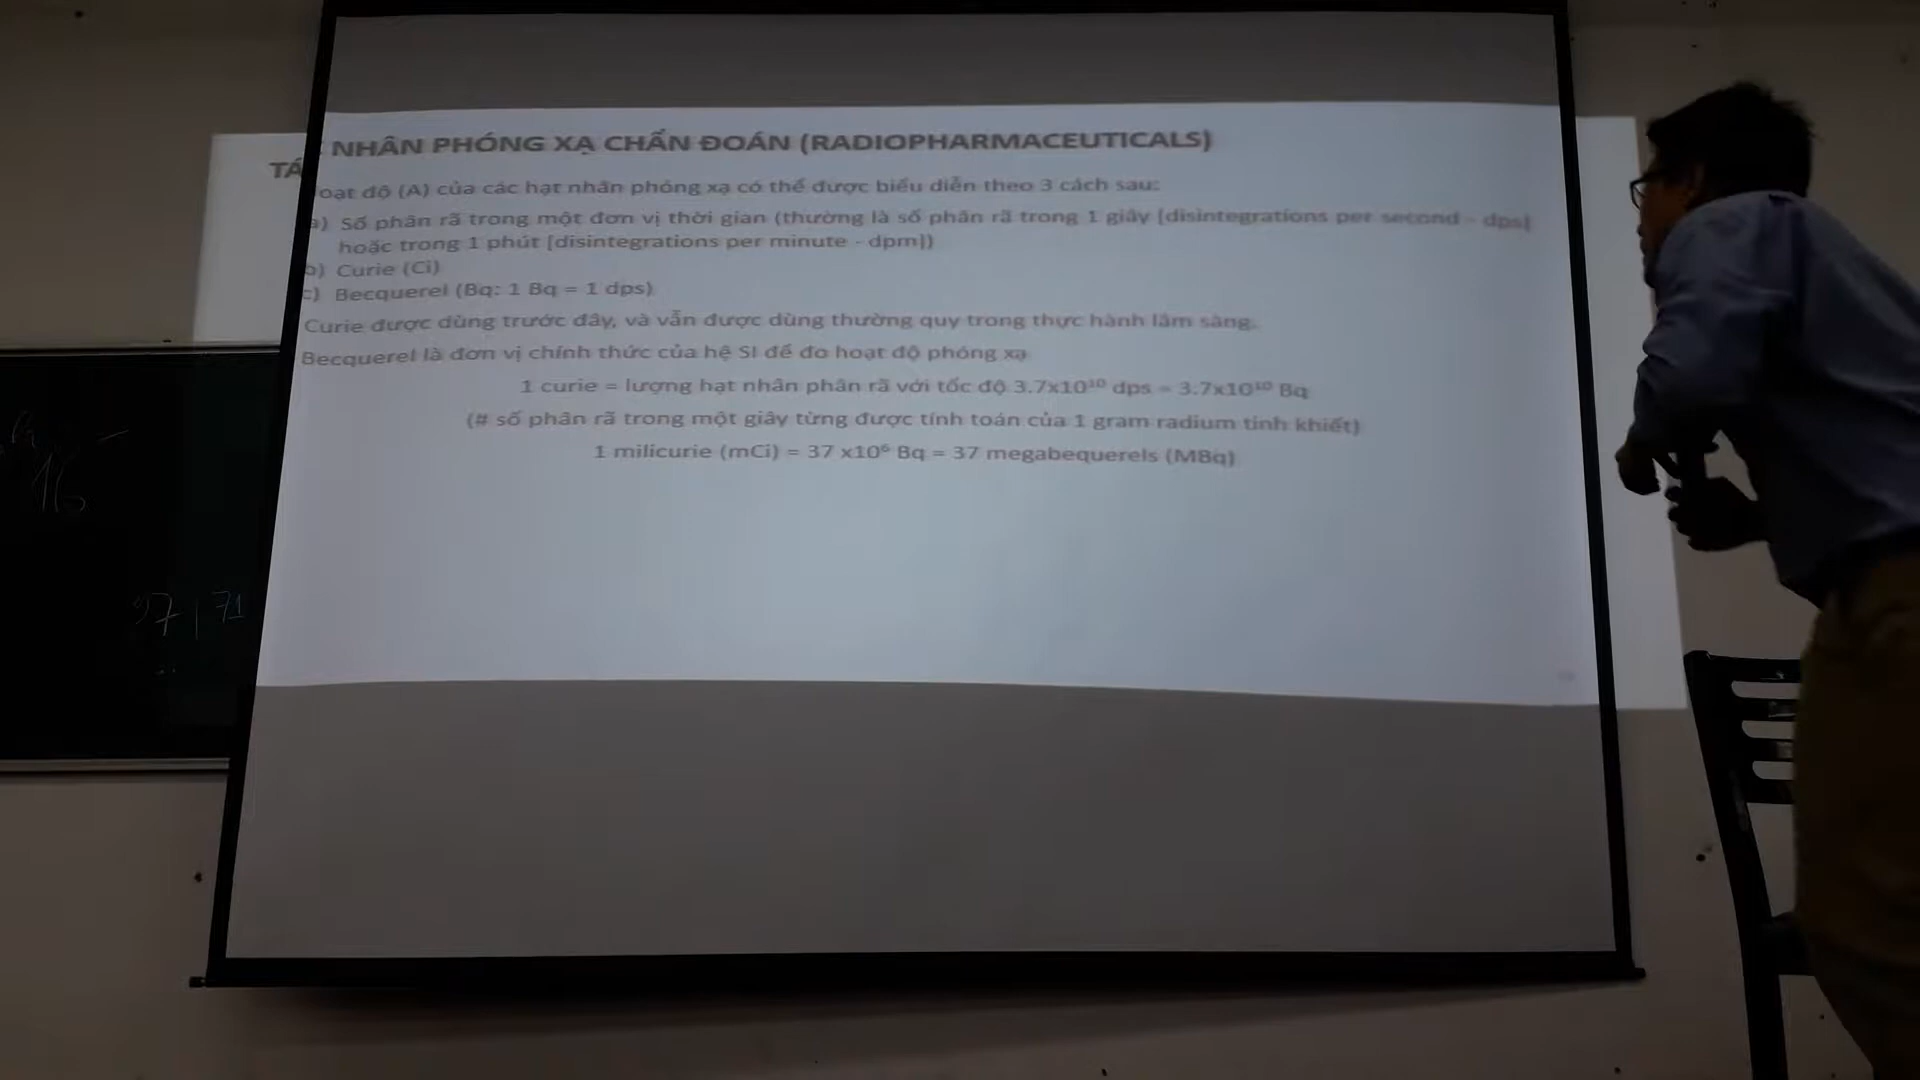 TÁ NHÂN PHÓNG XẠ CHẨN ĐOÁN (RADIOPHARMACEUTICALS)
oạt độ (A) của các hạt nhân phóng xạ có thể được biểu diễn theo 3 cách sau:
a) Số phân rã trong một đơn vị thời gian (thường là số phân rã trong 1 giây [disintegrations per second - dps]
hoặc trong 1 phút [disintegrations per minute - dpm])
b) Curie (Ci)
c) Becquerel (Bq: 1 Bq = 1 dps)
Curie được dùng trước đây, và vẫn được dùng thường quy trong thực hành lâm sàng.
Becquerel là đơn vị chính thức của hệ SI để đo hoạt độ phóng xạ
1 curie = lượng hạt nhân phân rã với tốc độ 3.7x10¹⁰ dps = 3.7x10¹⁰ Bq
(# số phân rã trong một giây từng được tính toán của 1 gram radium tinh khiết)
1 milicurie (mCi) = 37 x10⁶ Bq = 37 megabequerels (MBq)
16
71